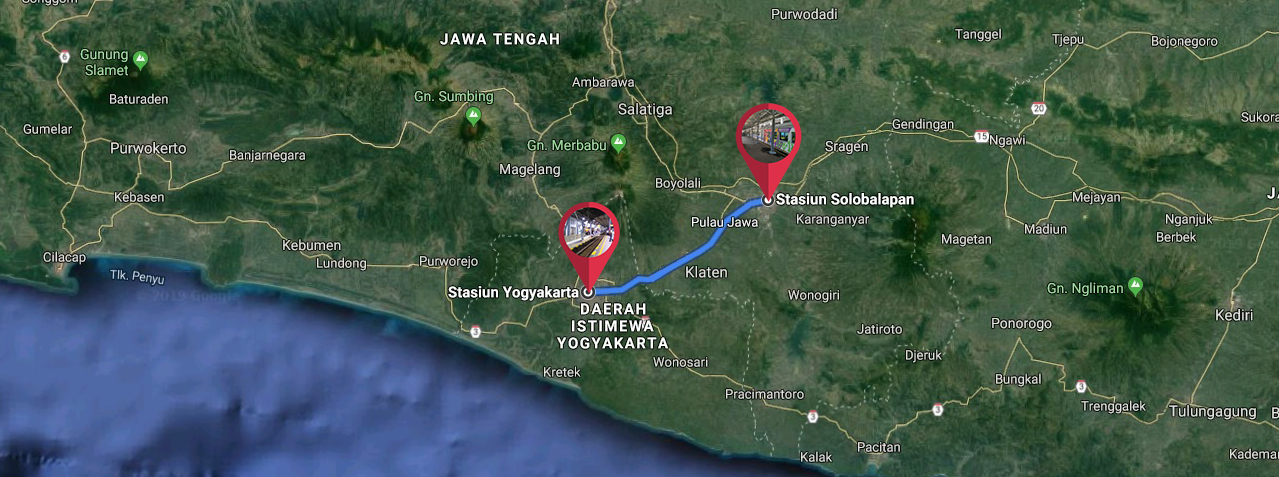 Purwodadi
Tanggel
Tjepu
Bojonegoro
JAWA TENGAH
6
Gunung
Slamet
Baturaden
Ambarawa
Gn. Sumbing
Salatiga
20
Sukora
Gumelar
Purwokerto
Banjarnegara
Gn. Merbabu
Gendingan
15
Ngawi
Sragen
Magelang
Boyolali
Kebasen
Stasiun Solobalapan
Mejayan
Pulau Jawa
Karanganyar
Nganjuk
Madiun
Berbek
Magetan
Kebumen
Cilacap
Lundong
Purworejo
Tlk. Penyu
Klaten
Stasiun Yogyakarta
Wonogiri
Gn. Ngliman
DAERAH
ISTIMEWA
YOGYAKARTA
Kediri
Ponorogo
Jatiroto
3
Djeruk
Wonosari
Kretek
Bungkal
3
Pracimantoro
Trenggalek
3
3
Tulungagung
Pacitan
Kalak
Kadema